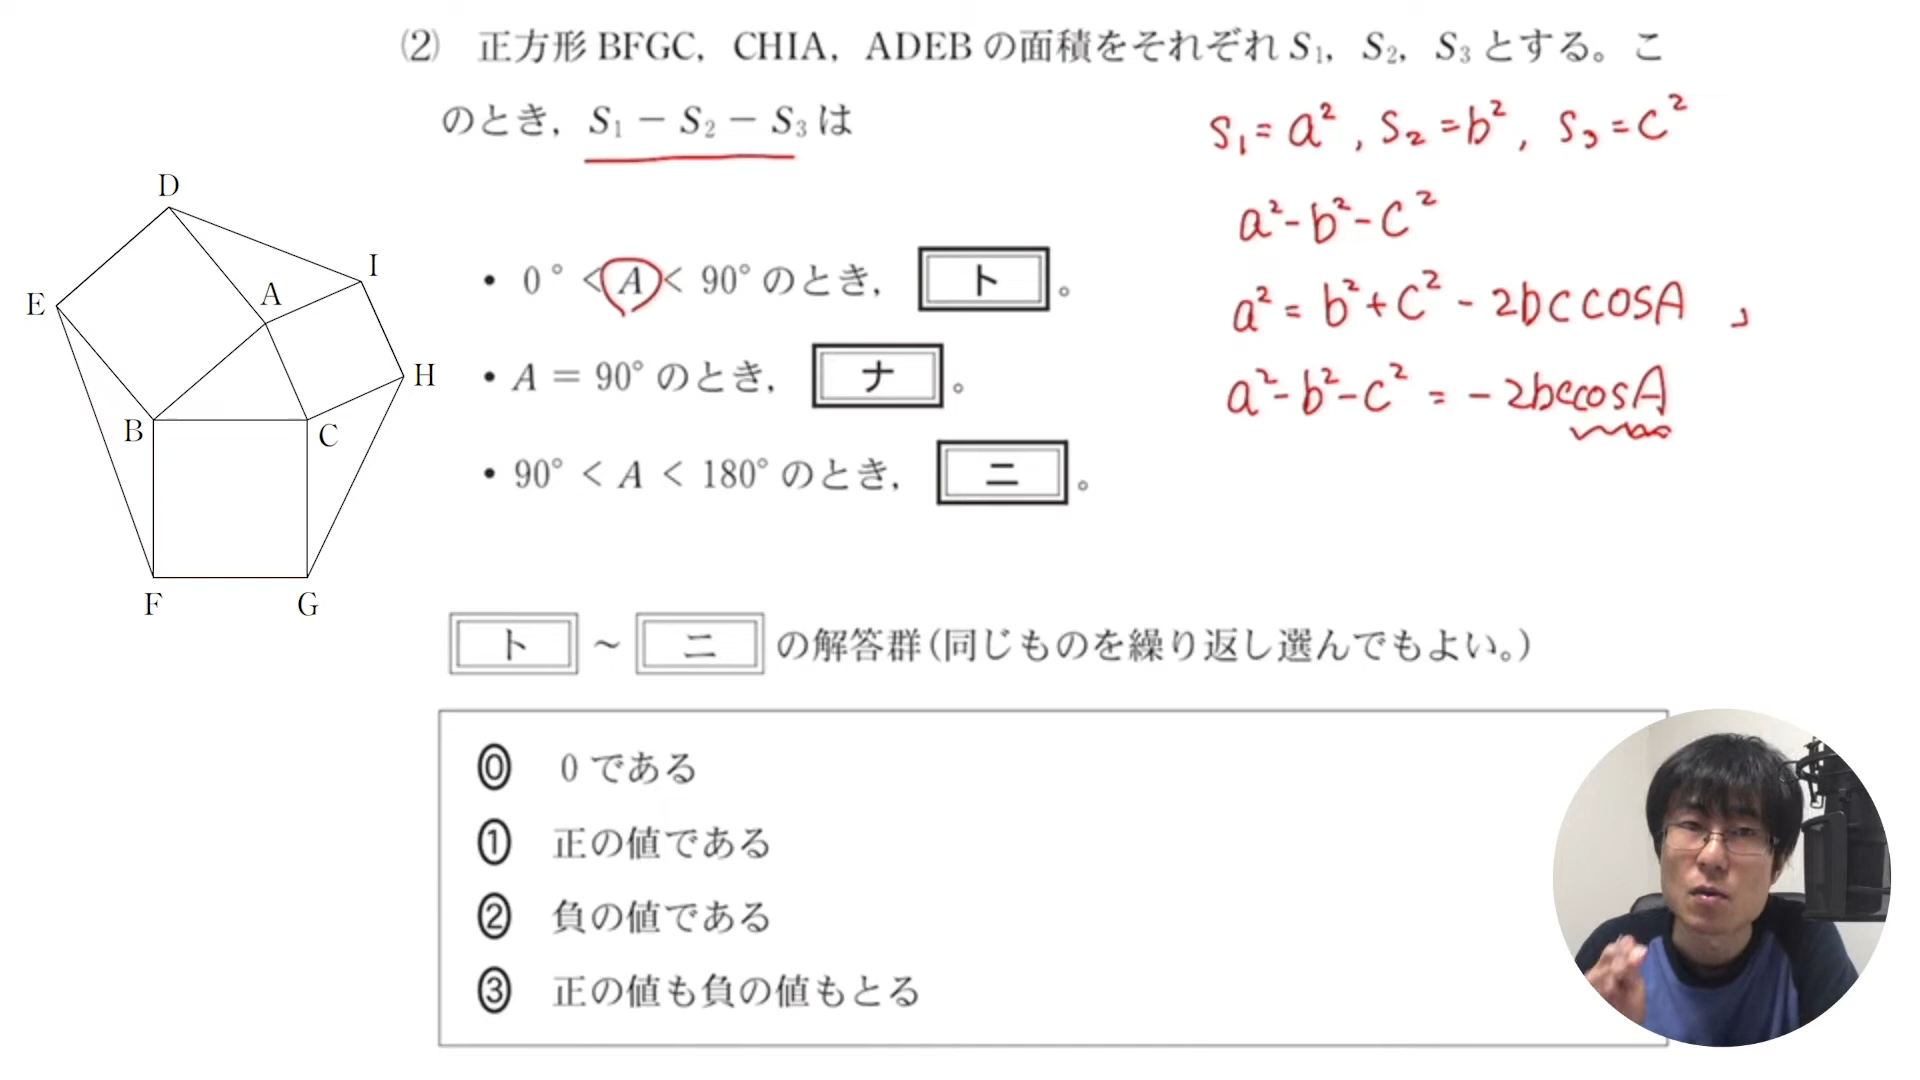 (2) 正方形 BFGC, CHIA, ADEB の面積をそれぞれ S₁, S₂, S₃ とする。こ
のとき, S₁ − S₂ − S₃ は
S₁ = a², S₂ = b², S₃ = c²
a² - b² - c²
• 0° < A < 90° のとき, ト 。
a² = b² + c² - 2bccosA 」
• A = 90° のとき, ナ 。
a² - b² - c² = -2bccosA
• 90° < A < 180° のとき, ニ 。
D
I
A
E
H
B
C
F
G
ト ~ ニ の解答群(同じものを繰り返し選んでもよい。)
⓪ 0 である
① 正の値である
② 負の値である
③ 正の値も負の値もとる